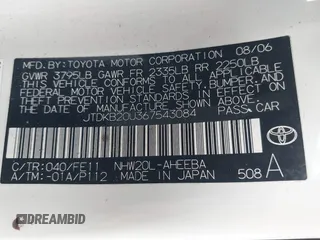 MFD. BY: TOYOTA MOTOR CORPORATION 08/06
GVWR 3795LB GAWR FR 2335LB RR 2250LB
THIS VEHICLE CONFORMS TO ALL APPLICABLE
FEDERAL MOTOR VEHICLE SAFETY, BUMPER,
AND THEFT PREVENTION STANDARDS IN EFFECT ON
THE DATE OF MANUFACTURE SHOWN ABOVE.
JTDKB20U367543084 PASS. CAR
TOYOTA
C/TR: 040/FE11 NHW20L-AHEEBA
A/TM: -01A/P112 MADE IN JAPAN 508 A
© DREAMBID DREAMBID